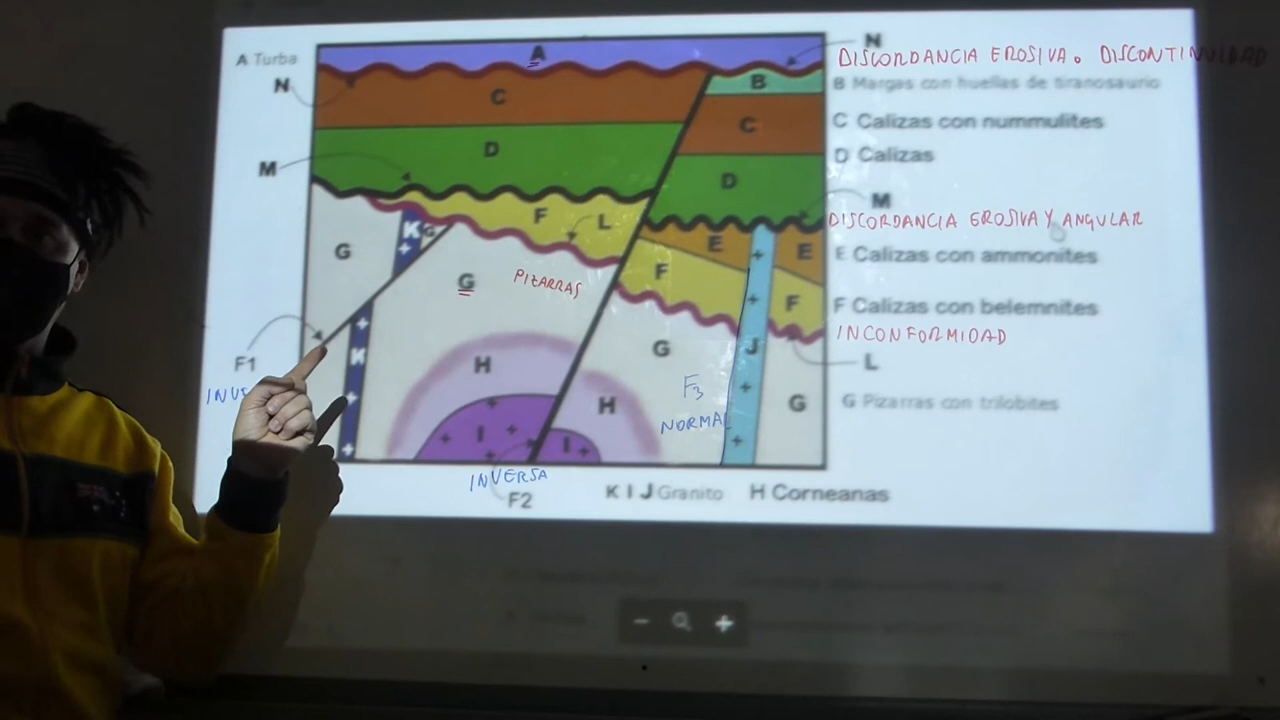 A Turba
A
N
N
DISCORDANCIA EROSIVA. DISCONTINUIDAD
B
B Margas con huellas de tiranosaurio
C
C
C Calizas con nummulites
D
D
D Calizas
M
M
DISCORDANCIA EROSIVA Y ANGULAR
F
L
K
G
G
E
E
E Calizas con ammonites
F
F
F Calizas con belemnites
INCONFORMIDAD
L
G
PIZARRAS
K
K
F1
H
G
J
F3
NORMAL
G
G Pizarras con trilobites
H
I
I
INVERSA
F2
K I J Granito
H Corneanas